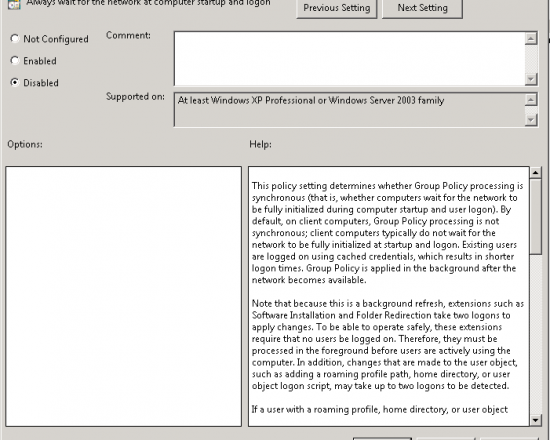 Always wait for the network at computer startup and logon
Previous Setting
Next Setting
Not Configured
Comment:
Enabled
Disabled
Supported on:
At least Windows XP Professional or Windows Server 2003 family
Options:
Help:
This policy setting determines whether Group Policy processing is
synchronous (that is, whether computers wait for the network to
be fully initialized during computer startup and user logon). By
default, on client computers, Group Policy processing is not
synchronous; client computers typically do not wait for the
network to be fully initialized at startup and logon. Existing users
are logged on using cached credentials, which results in shorter
logon times. Group Policy is applied in the background after the
network becomes available.
Note that because this is a background refresh, extensions such as
Software Installation and Folder Redirection take two logons to
apply changes. To be able to operate safely, these extensions
require that no users be logged on. Therefore, they must be
processed in the foreground before users are actively using the
computer. In addition, changes that are made to the user object,
such as adding a roaming profile path, home directory, or user
object logon script, may take up to two logons to be detected.
If a user with a roaming profile, home directory, or user object